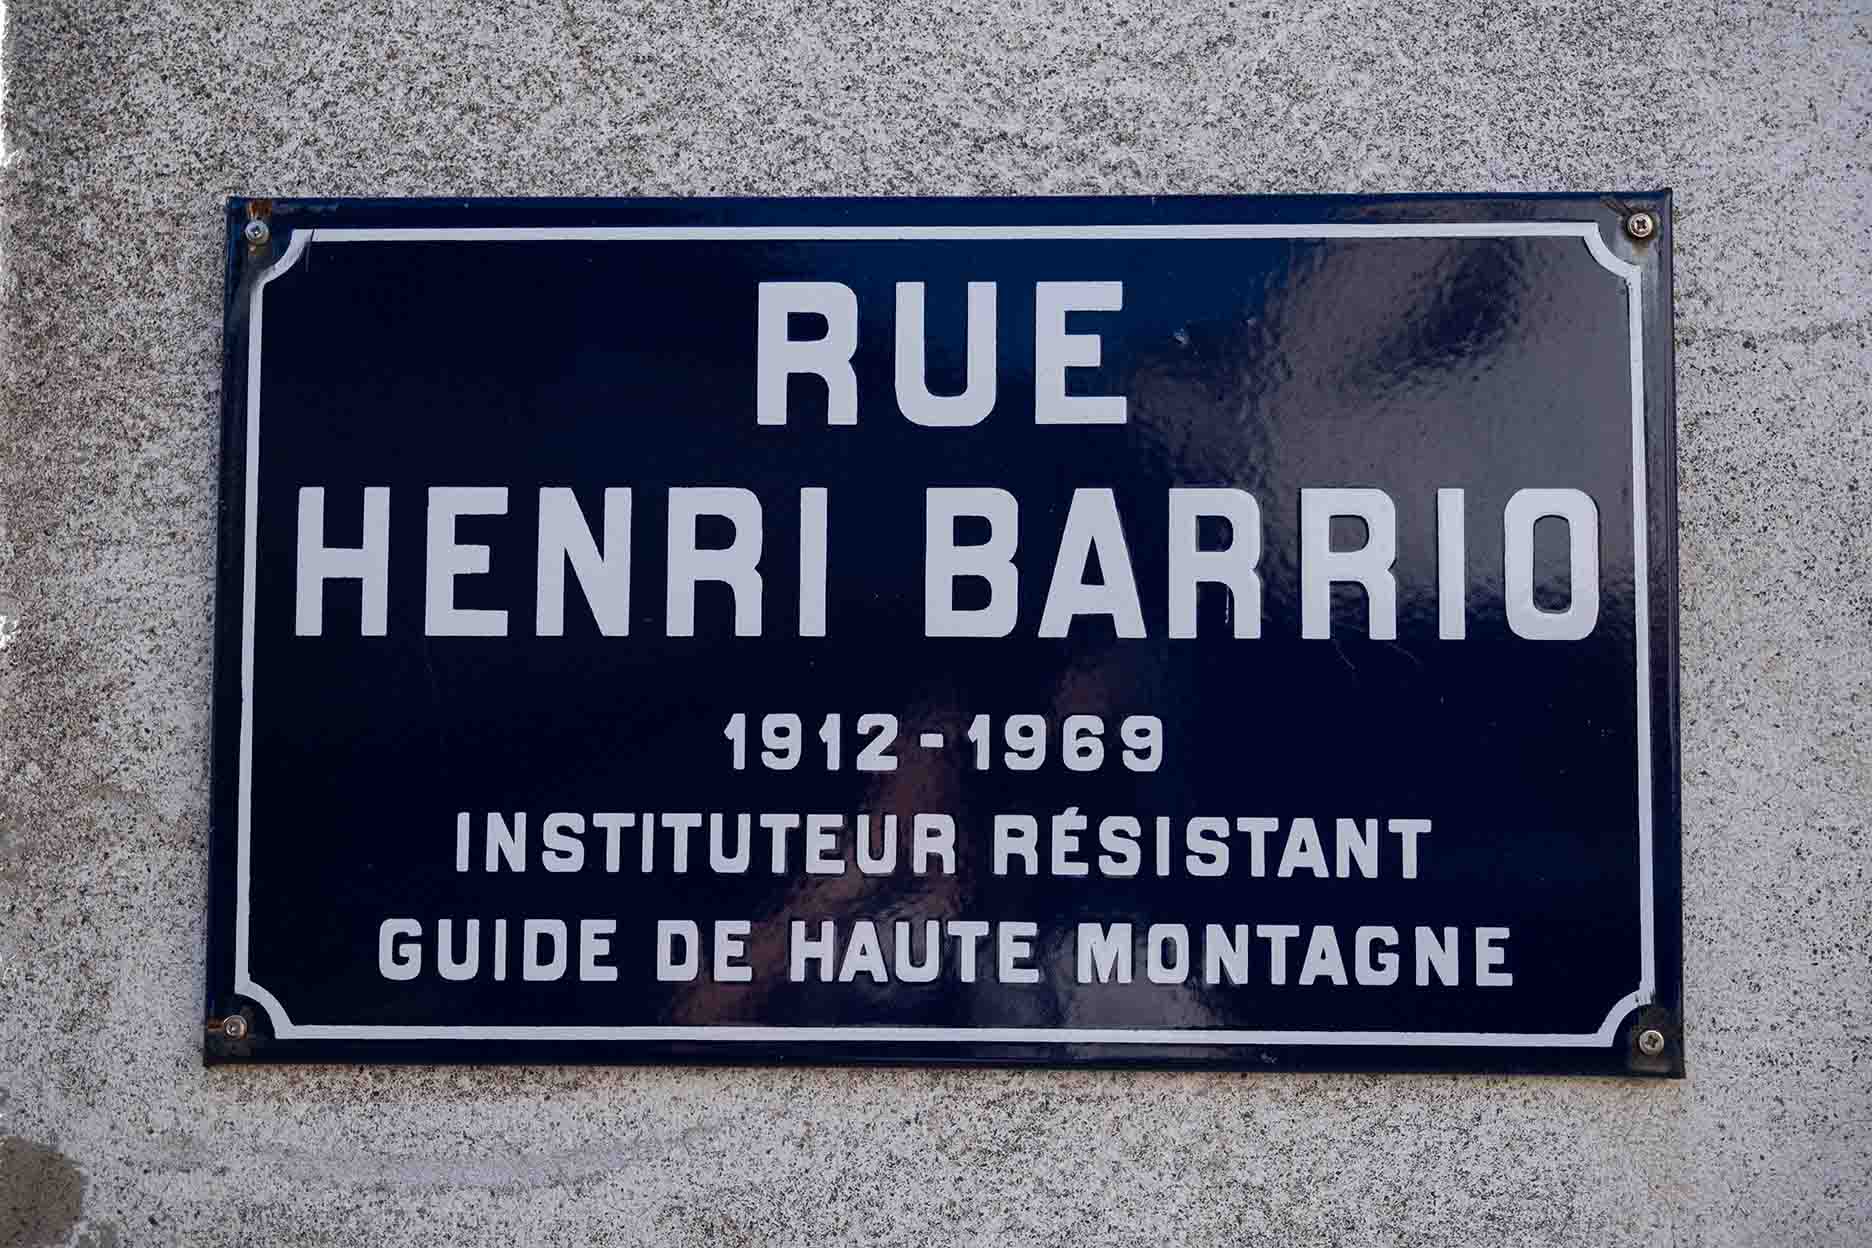 RUE
HENRI BARRIO
1912 - 1969
INSTITUTEUR RÉSISTANT
GUIDE DE HAUTE MONTAGNE